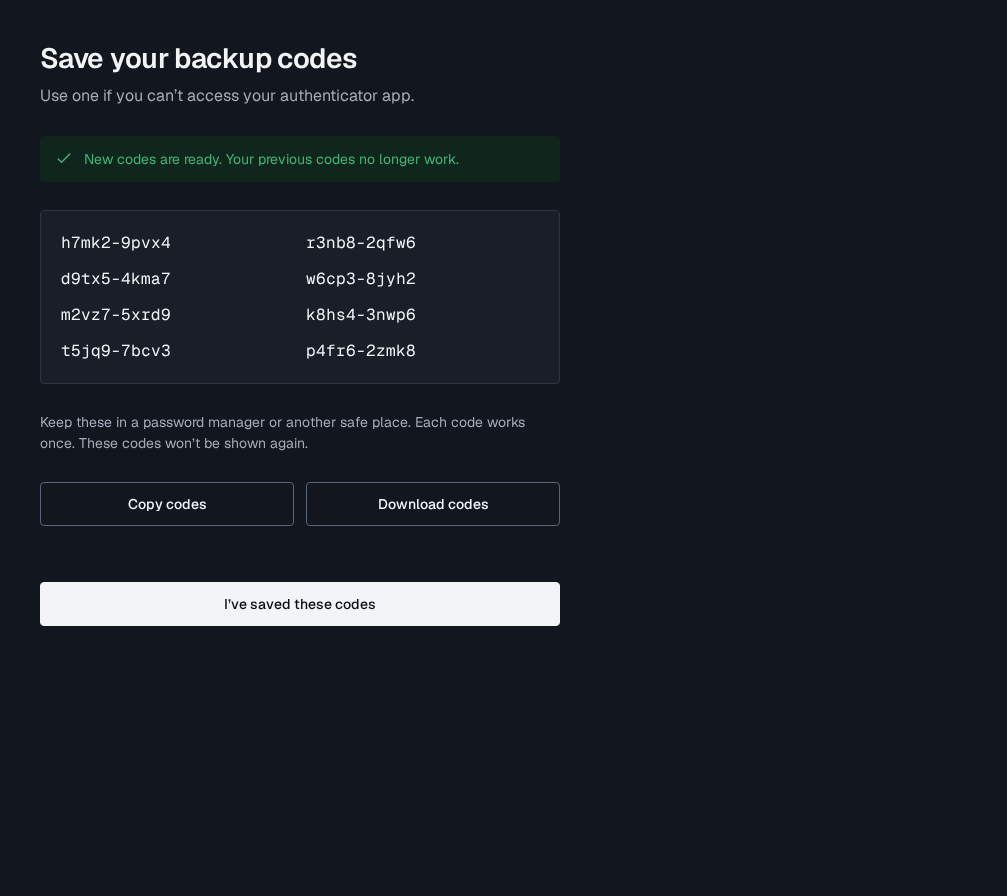 Save your backup codes
Use one if you can’t access your authenticator app.
New codes are ready. Your previous codes no longer work.
h7mk2-9pvx4 r3nb8-2qfw6
d9tx5-4kma7 w6cp3-8jyh2
m2vz7-5xrd9 k8hs4-3nwp6
t5jq9-7bcv3 p4fr6-2zmk8
Keep these in a password manager or another safe place. Each code works
once. These codes won’t be shown again.
Copy codes Download codes
I’ve saved these codes